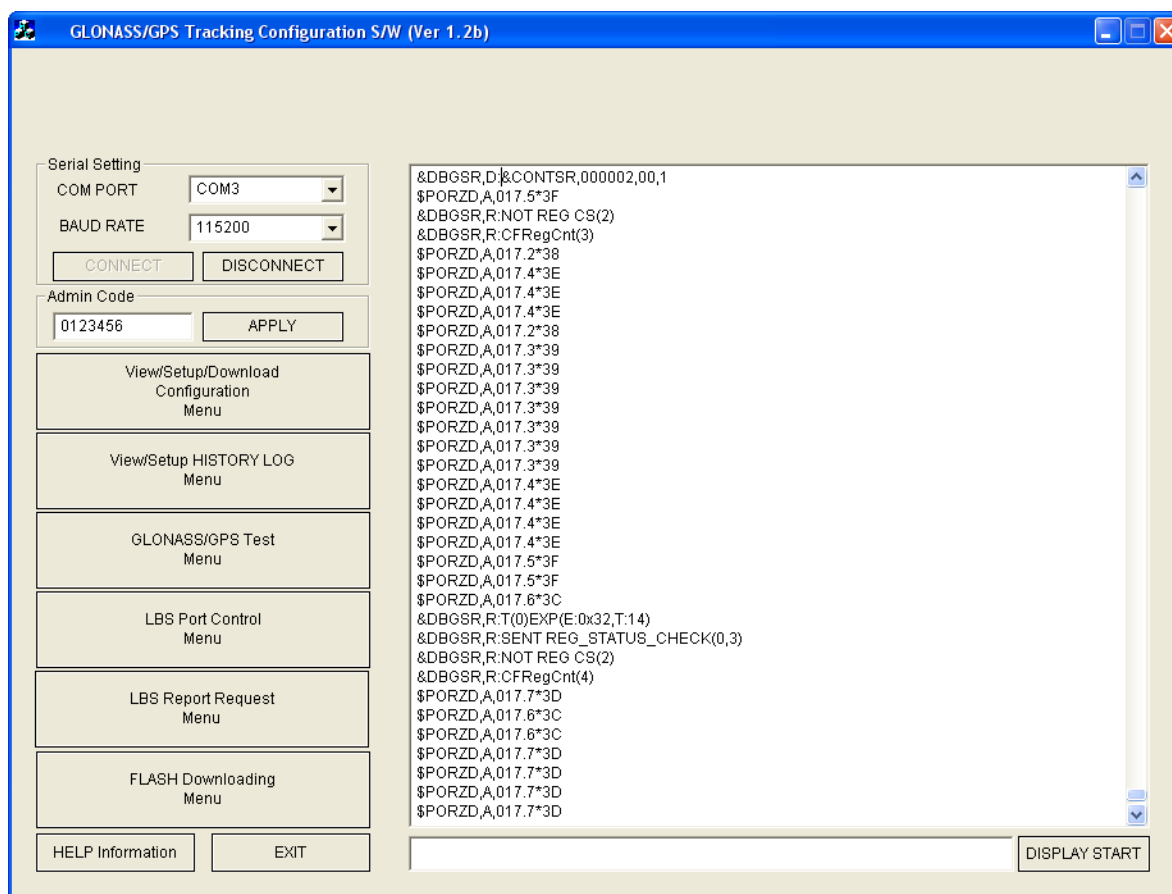 GLONASS/GPS Tracking Configuration S/W (Ver 1.2b)
Serial Setting
COM PORT
COM3
BAUD RATE
115200
CONNECT
DISCONNECT
Admin Code
0123456
APPLY
View/Setup/Download
Configuration
Menu
View/Setup HISTORY LOG
Menu
GLONASS/GPS Test
Menu
LBS Port Control
Menu
LBS Report Request
Menu
FLASH Downloading
Menu
HELP Information
EXIT
&DBGSR,D:&CONTSR,000002,00,1
$PORZD,A,017.5*3F
&DBGSR,R:NOT REG CS(2)
&DBGSR,R:CFRegCnt(3)
$PORZD,A,017.2*38
$PORZD,A,017.4*3E
$PORZD,A,017.4*3E
$PORZD,A,017.4*3E
$PORZD,A,017.2*38
$PORZD,A,017.3*39
$PORZD,A,017.3*39
$PORZD,A,017.3*39
$PORZD,A,017.3*39
$PORZD,A,017.3*39
$PORZD,A,017.3*39
$PORZD,A,017.3*39
$PORZD,A,017.4*3E
$PORZD,A,017.4*3E
$PORZD,A,017.4*3E
$PORZD,A,017.4*3E
$PORZD,A,017.5*3F
$PORZD,A,017.5*3F
$PORZD,A,017.6*3C
&DBGSR,R:T(0)EXP(E:0x32,T:14)
&DBGSR,R:SENT REG_STATUS_CHECK(0,3)
&DBGSR,R:NOT REG CS(2)
&DBGSR,R:CFRegCnt(4)
$PORZD,A,017.7*3D
$PORZD,A,017.6*3C
$PORZD,A,017.6*3C
$PORZD,A,017.7*3D
$PORZD,A,017.7*3D
$PORZD,A,017.7*3D
$PORZD,A,017.7*3D
DISPLAY START